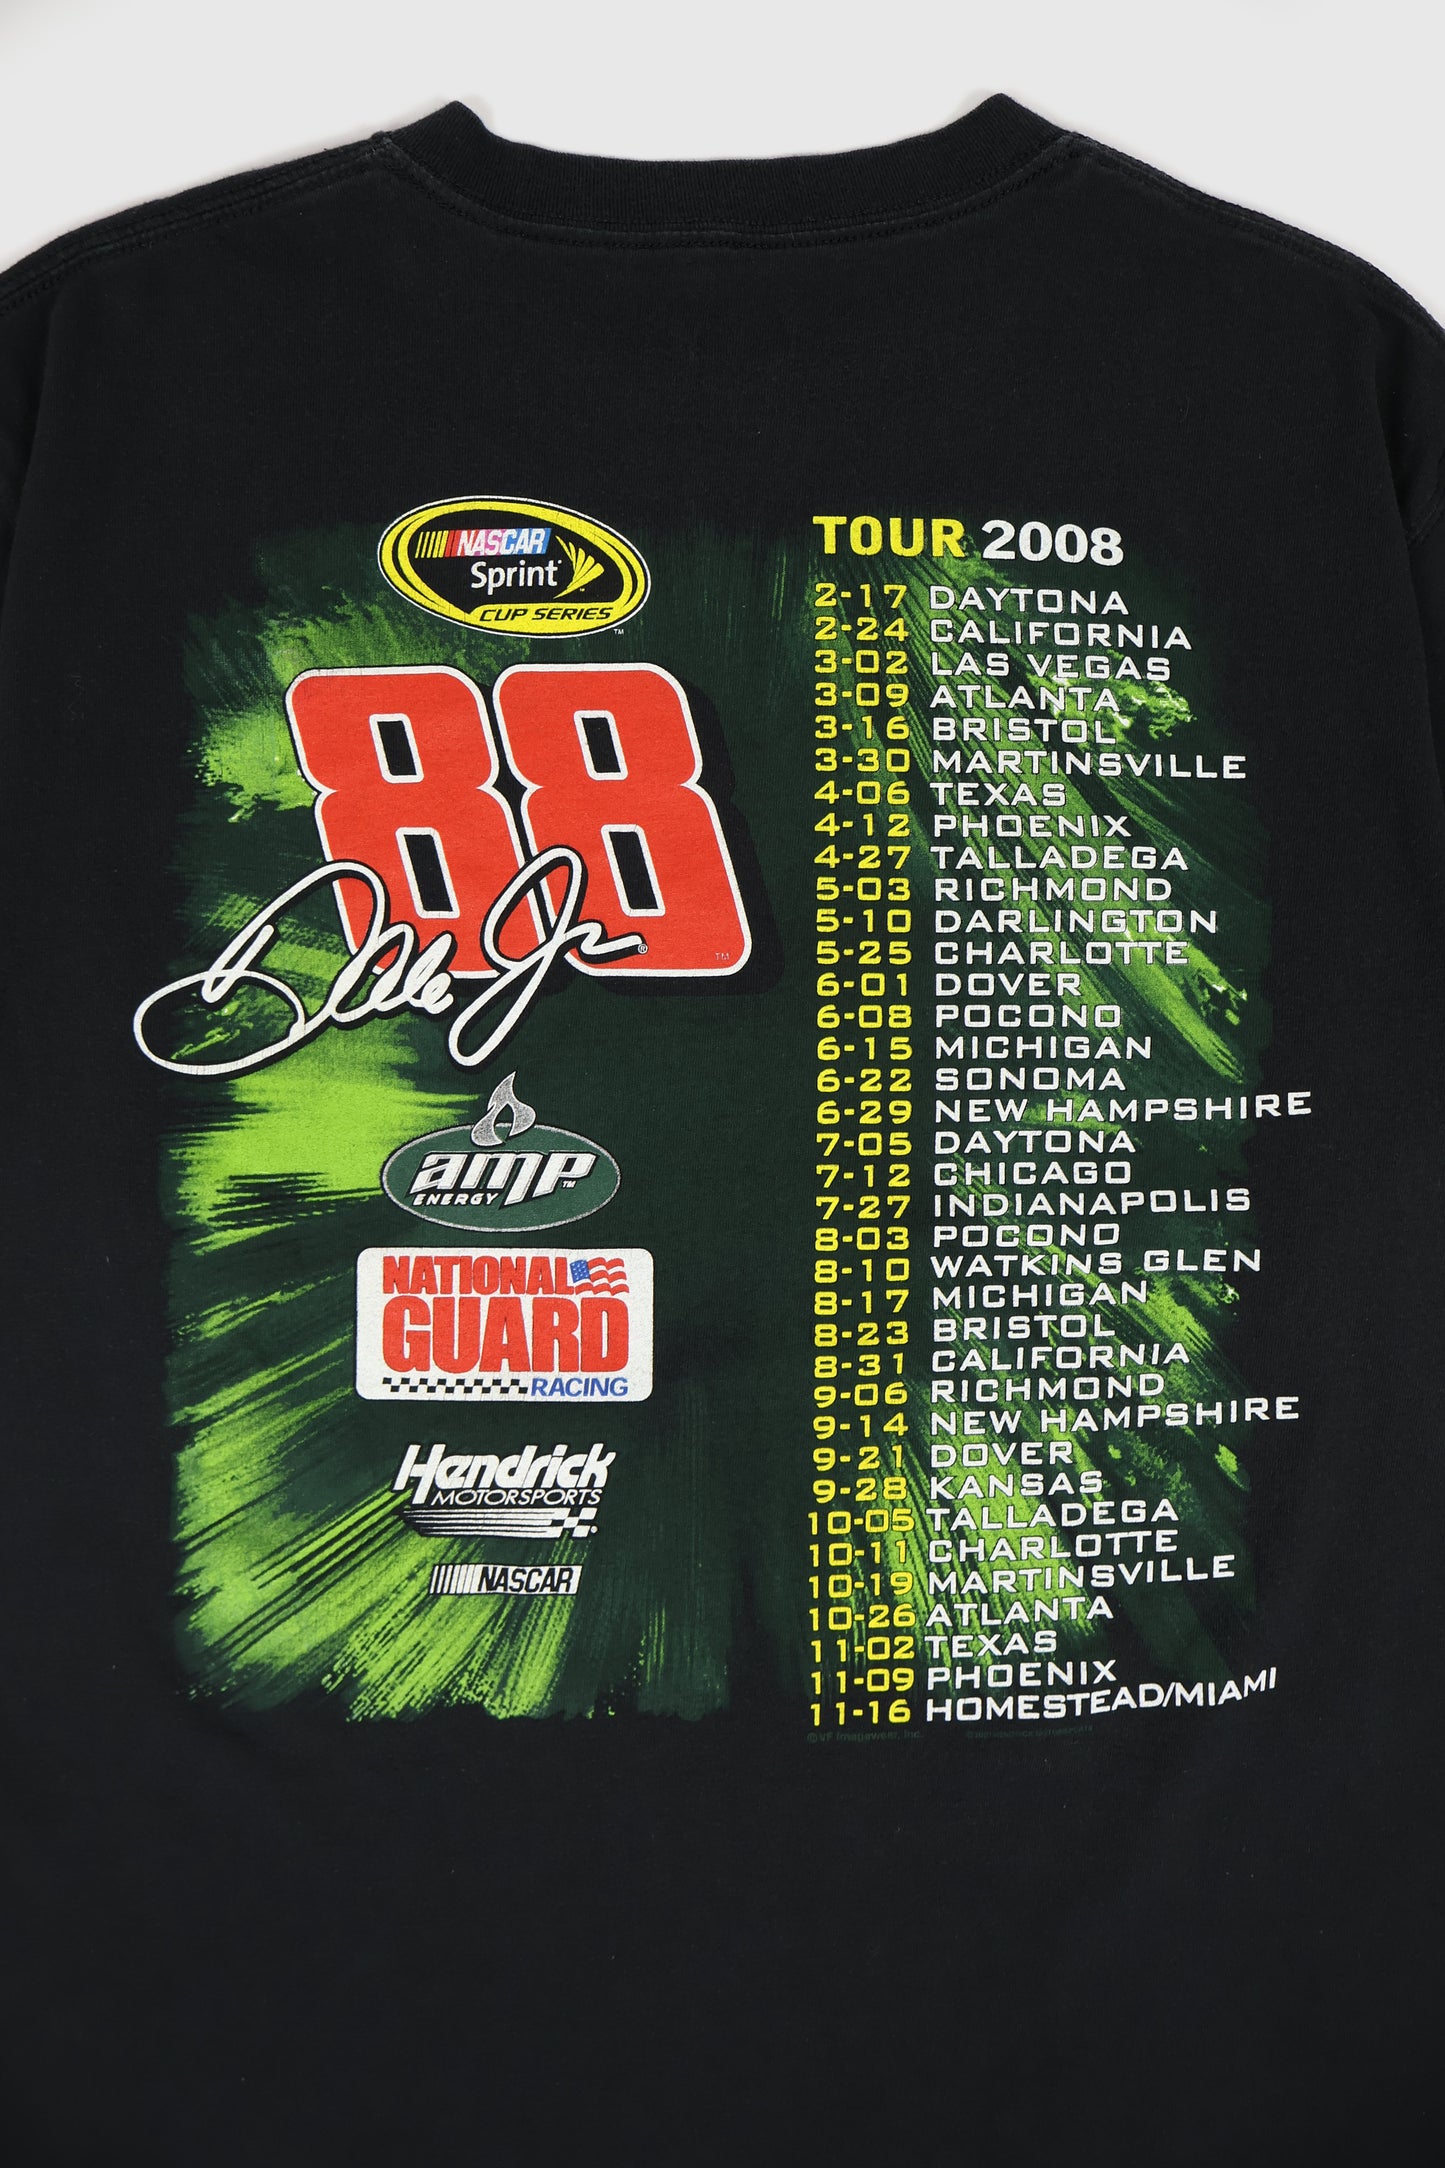 NASCAR
Sprint
CUP SERIES
TM
88
TM
Dale Jr ®
amp TM
ENERGY
NATIONAL
GUARD
RACING
Hendrick
MOTORSPORTS
NASCAR
TOUR 2008
2-17 DAYTONA
2-24 CALIFORNIA
3-02 LAS VEGAS
3-09 ATLANTA
3-16 BRISTOL
3-30 MARTINSVILLE
4-06 TEXAS
4-12 PHOENIX
4-27 TALLADEGA
5-03 RICHMOND
5-10 DARLINGTON
5-25 CHARLOTTE
6-01 DOVER
6-08 POCONO
6-15 MICHIGAN
6-22 SONOMA
6-29 NEW HAMPSHIRE
7-05 DAYTONA
7-12 CHICAGO
7-27 INDIANAPOLIS
8-03 POCONO
8-10 WATKINS GLEN
8-17 MICHIGAN
8-23 BRISTOL
8-31 CALIFORNIA
9-06 RICHMOND
9-14 NEW HAMPSHIRE
9-21 DOVER
9-28 KANSAS
10-05 TALLADEGA
10-11 CHARLOTTE
10-19 MARTINSVILLE
10-26 ATLANTA
11-02 TEXAS
11-09 PHOENIX
11-16 HOMESTEAD/MIAMI
© VF Imagewear, Inc.